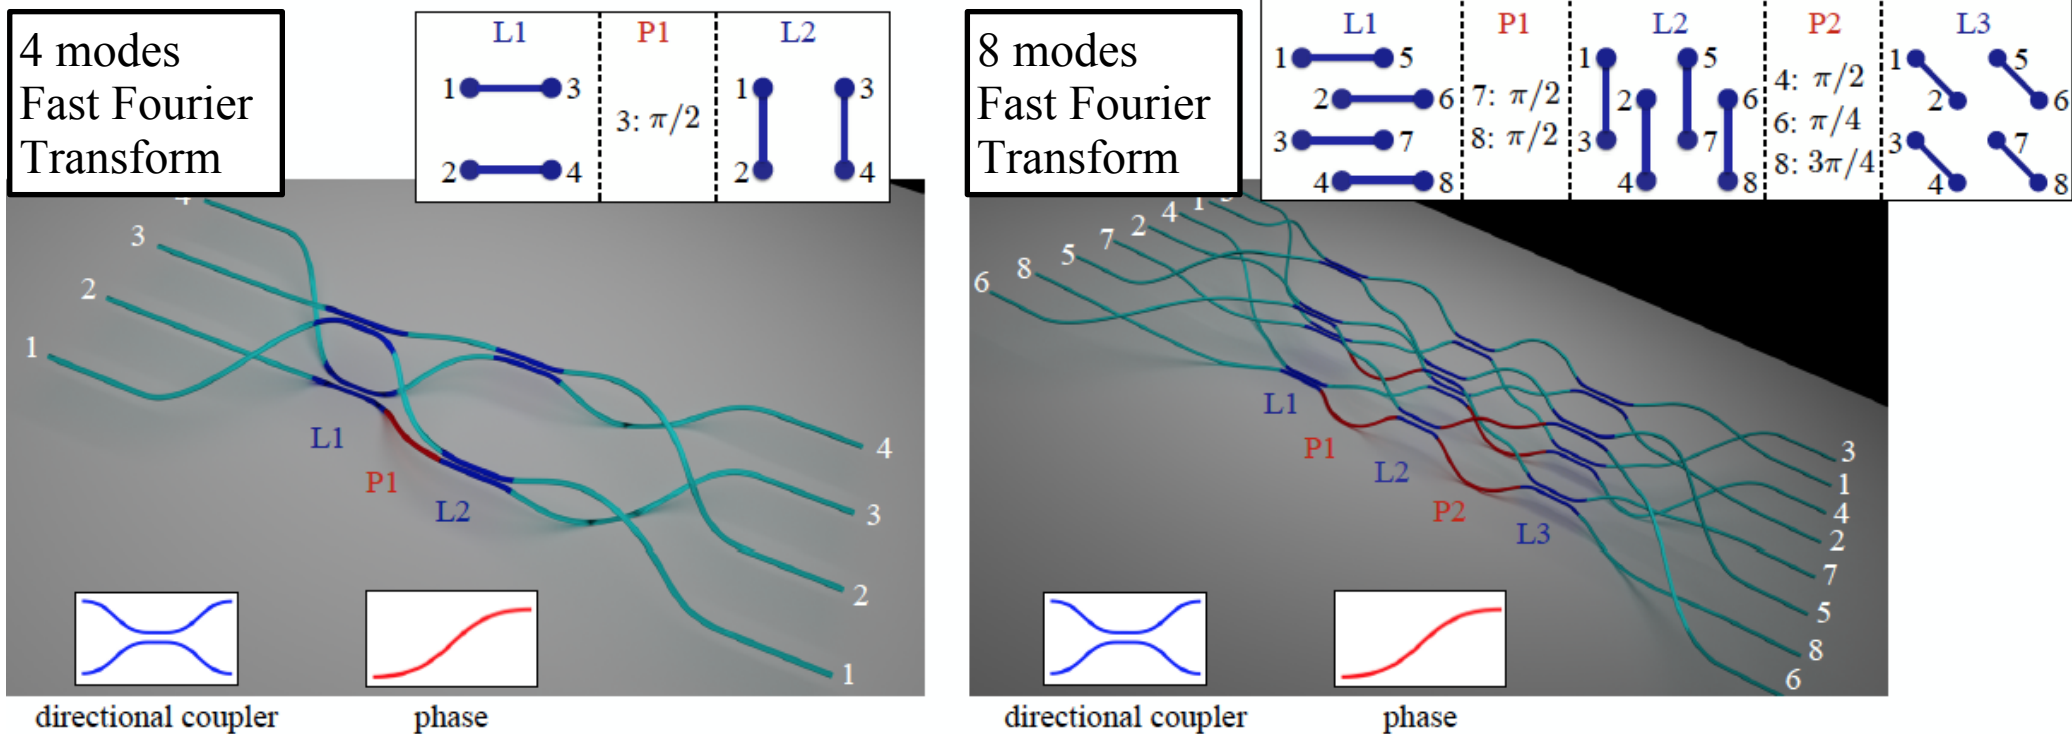 4 modes
Fast Fourier
Transform
L1 P1 L2
1 3 1 3
3: π/2
2 4 2 4
4
3
2
1
L1
P1
L2
4
3
2
1
directional coupler phase
8 modes
Fast Fourier
Transform
L1 P1 L2 P2 L3
1 5 1 5 1 5
4: π/2
2 6 7: π/2 2 6 2 6
6: π/4
3 7 8: π/2 3 7 3 7
8: 3π/4
4 8 4 8 4 8
1
4
2
7
5
8
6
L1
P1
L2
P2
L3
3
1
4
2
7
5
8
6
directional coupler phase